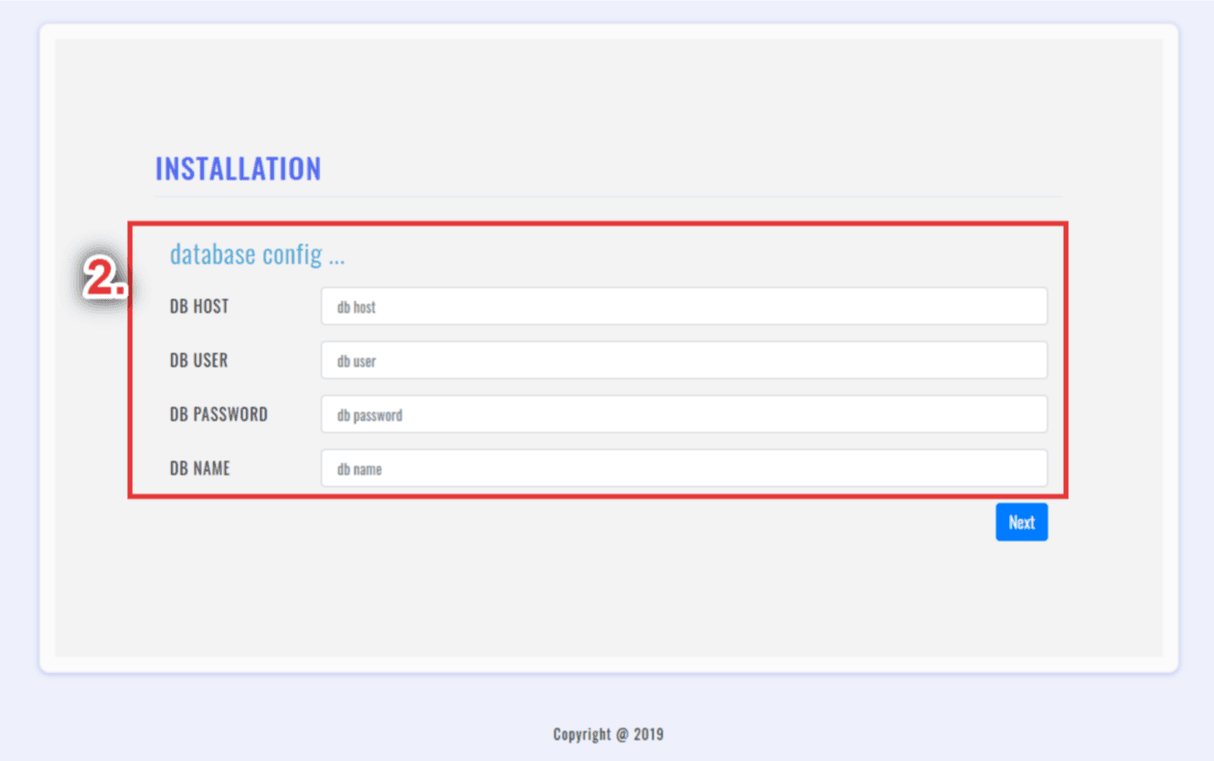 INSTALLATION
2.
database config ...
DB HOST db host
DB USER db user
DB PASSWORD db password
DB NAME db name
Next
Copyright @ 2019